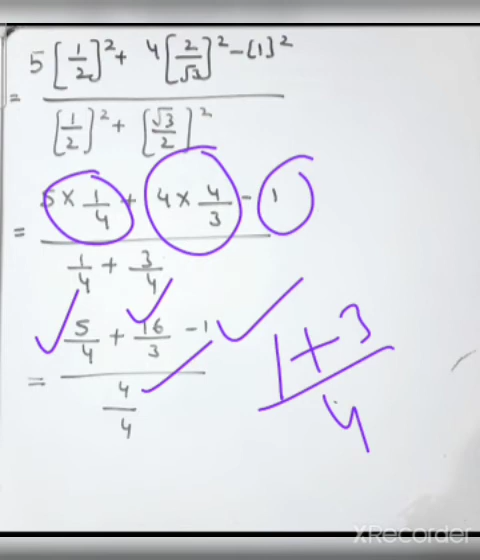 5[1/2]² + 4[2/√3]² - [1]²
= ―――
[1/2]² + [√3/2]²
5 × 1/4 + 4 × 4/3 - 1
= ―――
1/4 + 3/4
5/4 + 16/3 - 1
= ―――
4/4
1+3
4
XRecorder